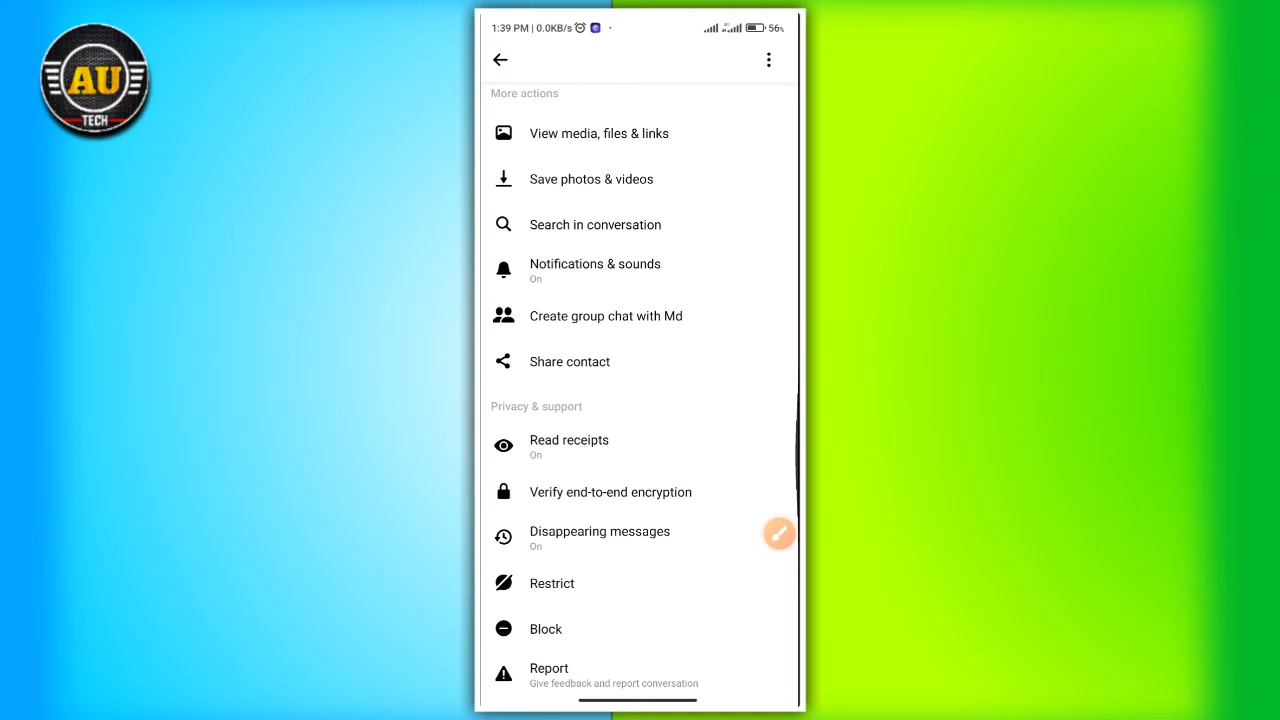 AU
TECH
1:39 PM | 0.0KB/s
4G
56%
More actions
View media, files & links
Save photos & videos
Search in conversation
Notifications & sounds
On
Create group chat with Md
Share contact
Privacy & support
Read receipts
On
Verify end-to-end encryption
Disappearing messages
On
Restrict
Block
Report
Give feedback and report conversation